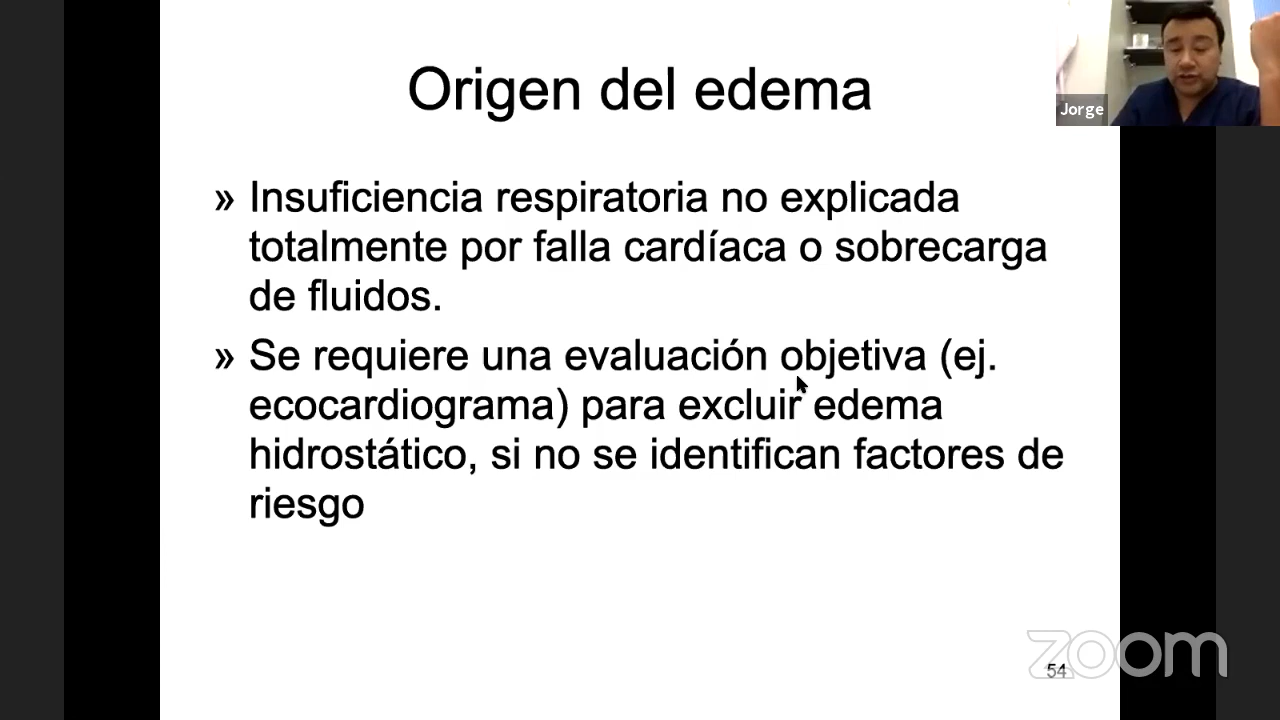 Origen del edema
Jorge
» Insuficiencia respiratoria no explicada
totalmente por falla cardíaca o sobrecarga
de fluidos.
» Se requiere una evaluación objetiva (ej.
ecocardiograma) para excluir edema
hidrostático, si no se identifican factores de
riesgo
zoom
54